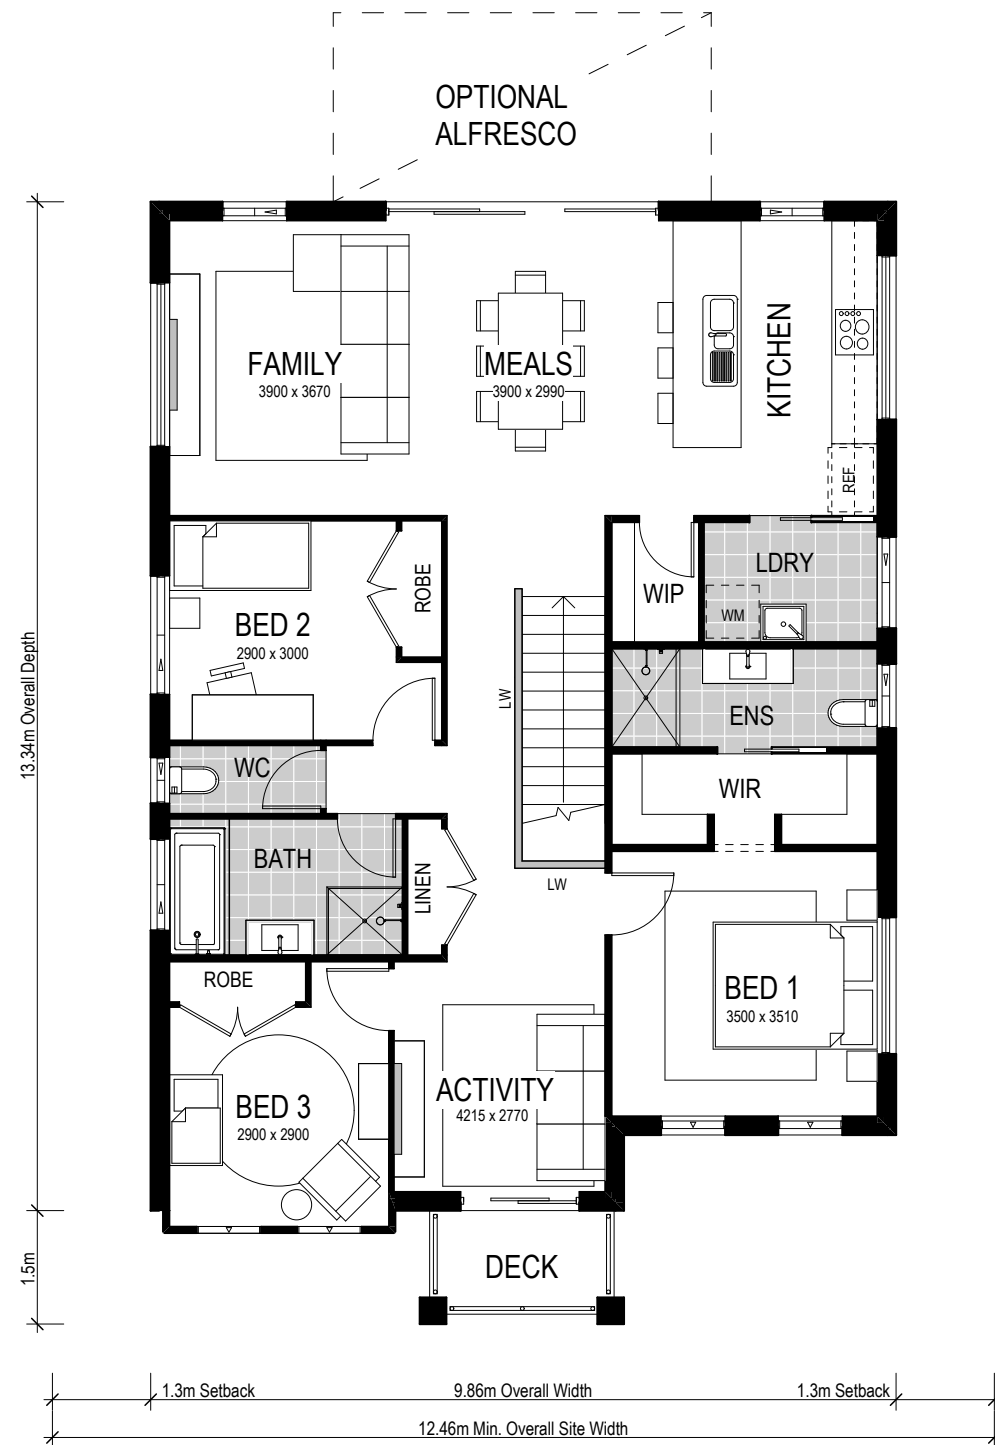 OPTIONAL
ALFRESCO
FAMILY
3900 x 3670
MEALS
3900 x 2990
KITCHEN
REF
BED 2
2900 x 3000
ROBE
WIP
LDRY
WM
LW
ENS
WC
WIR
BATH
LINEN
LW
ROBE
BED 1
3500 x 3510
BED 3
2900 x 2900
ACTIVITY
4215 x 2770
DECK
13.34m Overall Depth
1.5m
1.3m Setback
9.86m Overall Width
1.3m Setback
12.46m Min. Overall Site Width